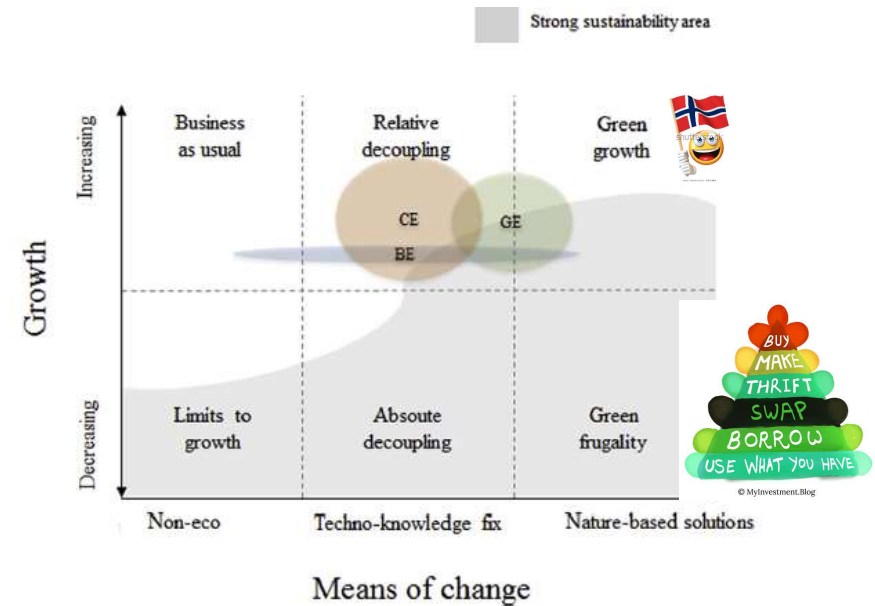 Strong sustainability area
Increasing
Business
as usual
Relative
decoupling
Green
growth
shutterstock
CE
GE
BE
Growth
BUY
MAKE
THRIFT
SWAP
BORROW
USE WHAT YOU HAVE
© MyInvestment.Blog
Decreasing
Limits to
growth
Absoute
decoupling
Green
frugality
Non-eco
Techno-knowledge fix
Nature-based solutions
Means of change